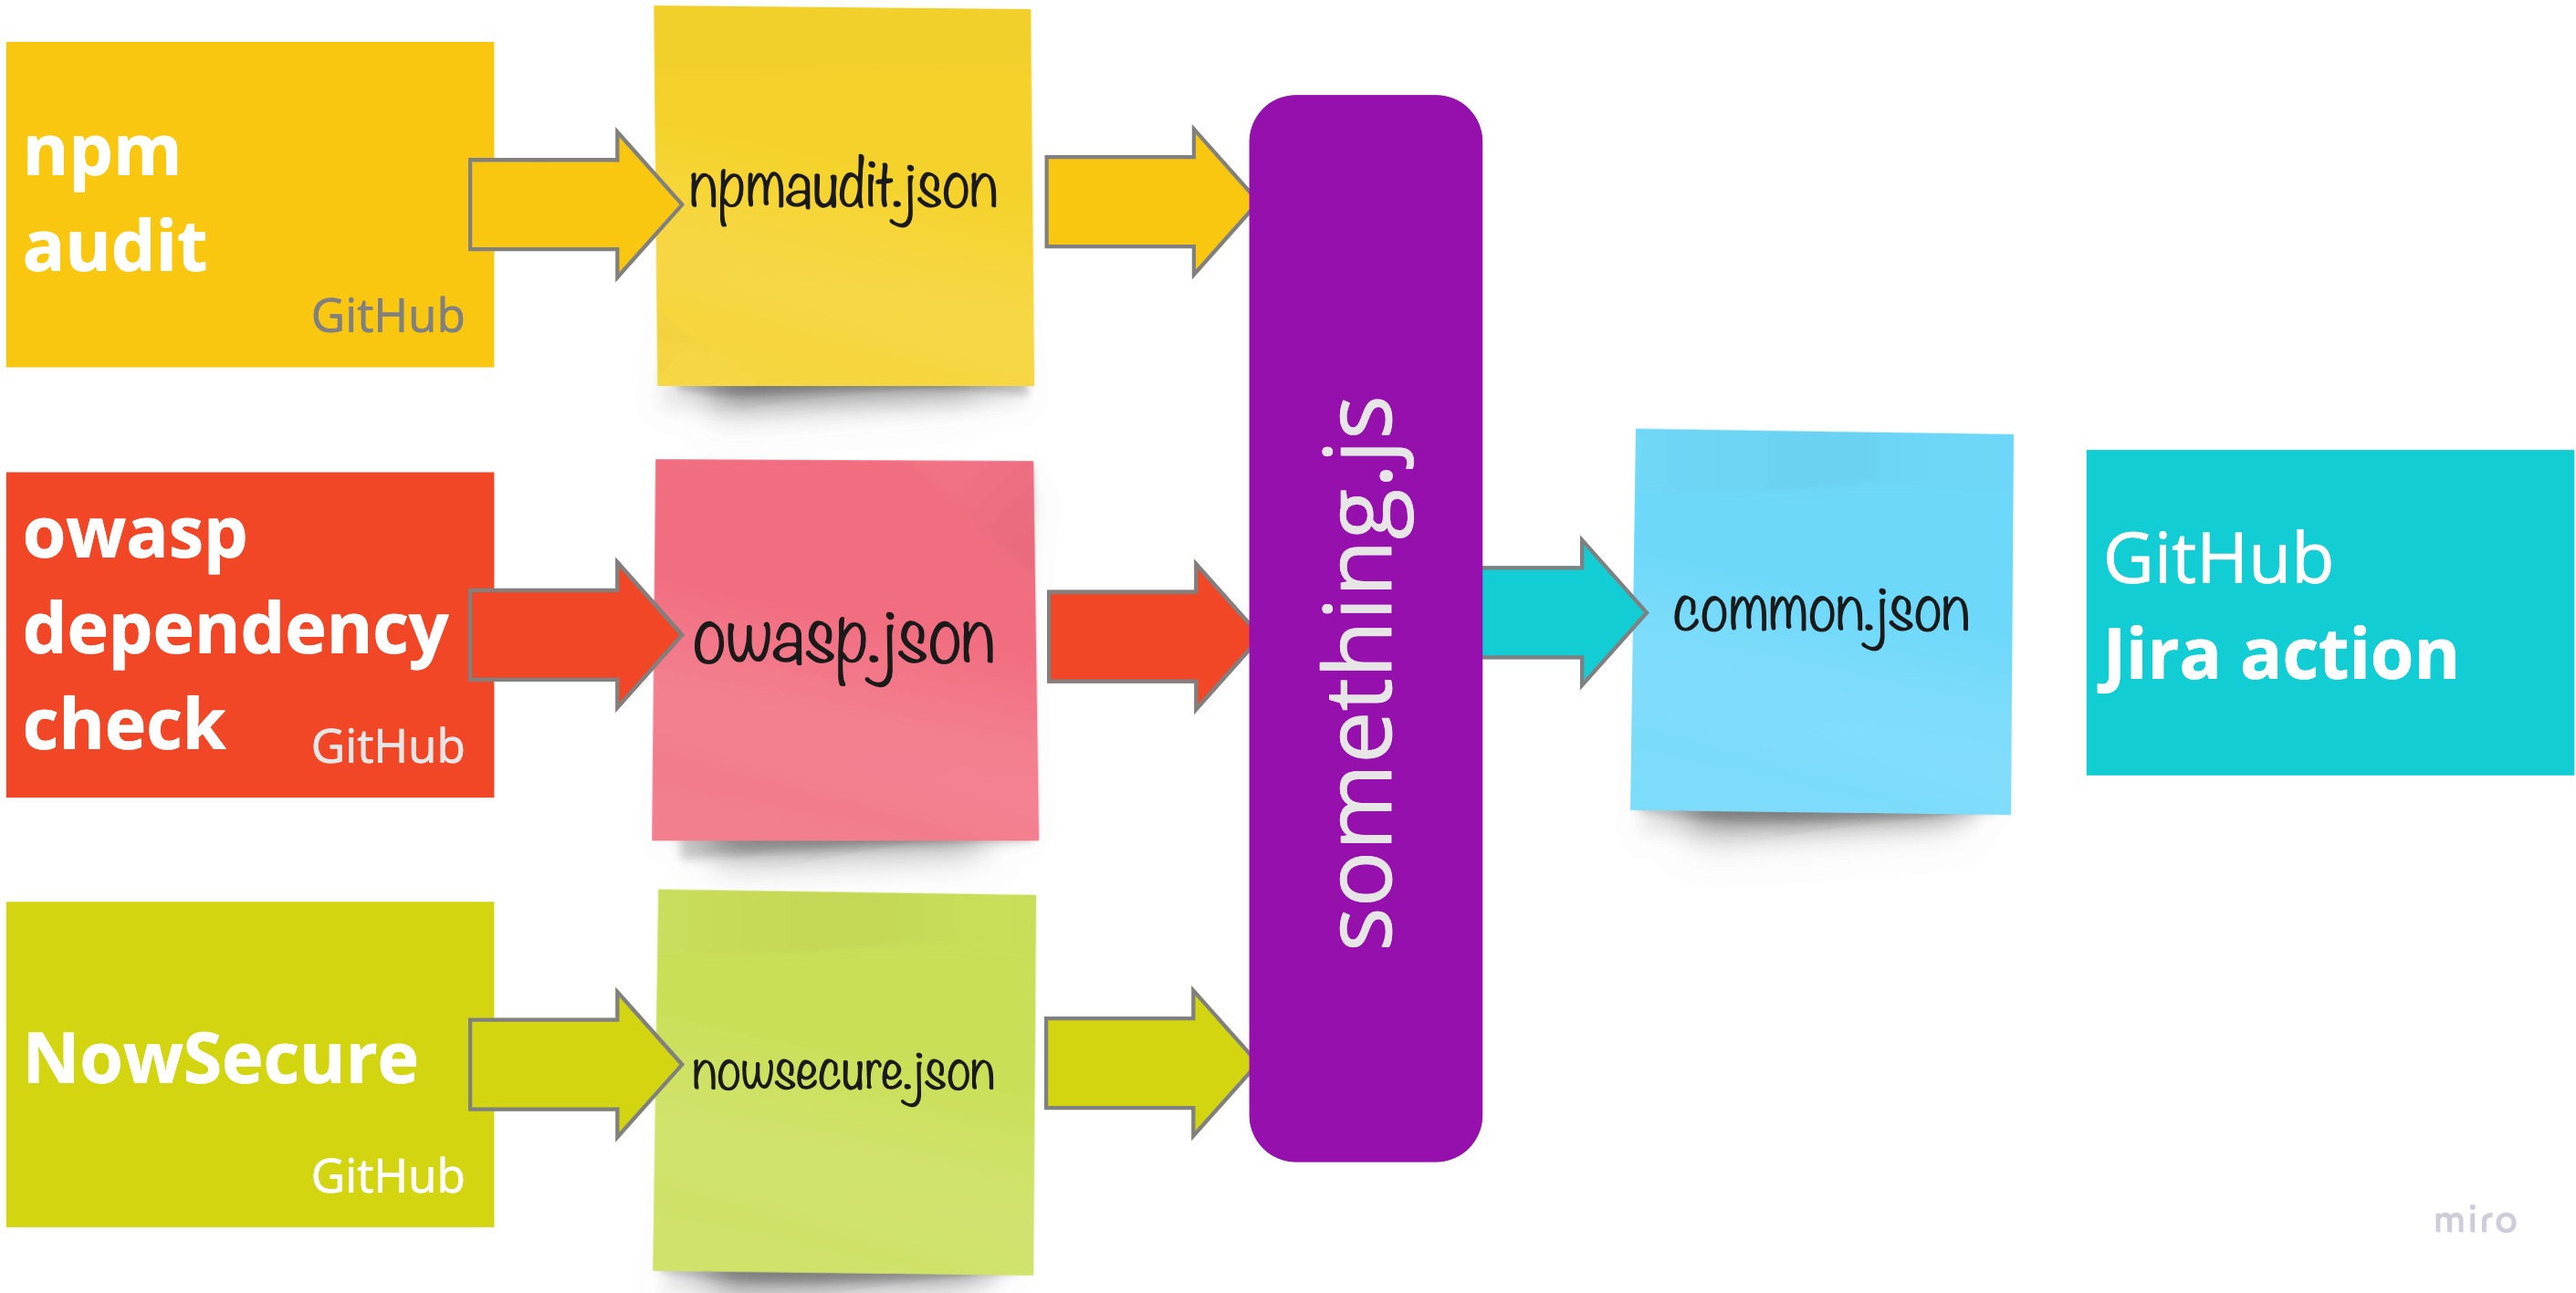 npm
audit
GitHub
npmaudit.json
owasp
dependency
check
GitHub
owasp.json
NowSecure
GitHub
nowsecure.json
something.js
common.json
GitHub
Jira action
miro